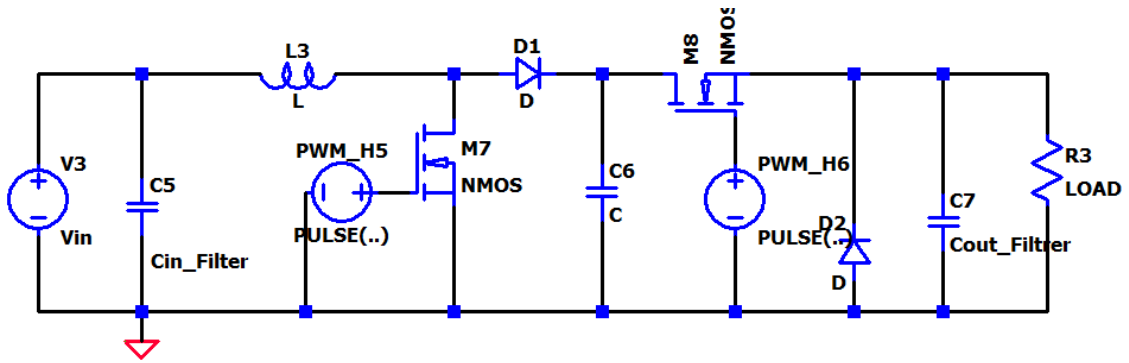 L3
L
D1
D
M8
NMOS
V3
Vin
C5
Cin_Filter
PWM_H5
PULSE(..)
M7
NMOS
C6
C
PWM_H6
PULSE(..)
D2
D
C7
Cout_Filtrer
R3
LOAD